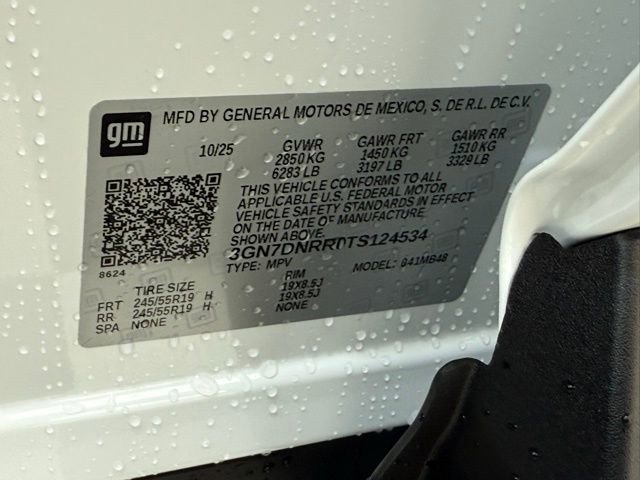 gm
MFD BY GENERAL MOTORS DE MEXICO, S. DE R.L. DE C.V.
10/25 GVWR GAWR FRT GAWR RR
2850 KG 1450 KG 1510 KG
6283 LB 3197 LB 3329 LB
THIS VEHICLE CONFORMS TO ALL
APPLICABLE U.S. FEDERAL MOTOR
VEHICLE SAFETY STANDARDS IN EFFECT
ON THE DATE OF MANUFACTURE
SHOWN ABOVE.
3GN7DNRR0TS124534
TYPE: MPV MODEL: 841MB48
8624
TIRE SIZE RIM
FRT 245/55R19 H 19X8.5J
RR 245/55R19 H 19X8.5J
SPA NONE NONE